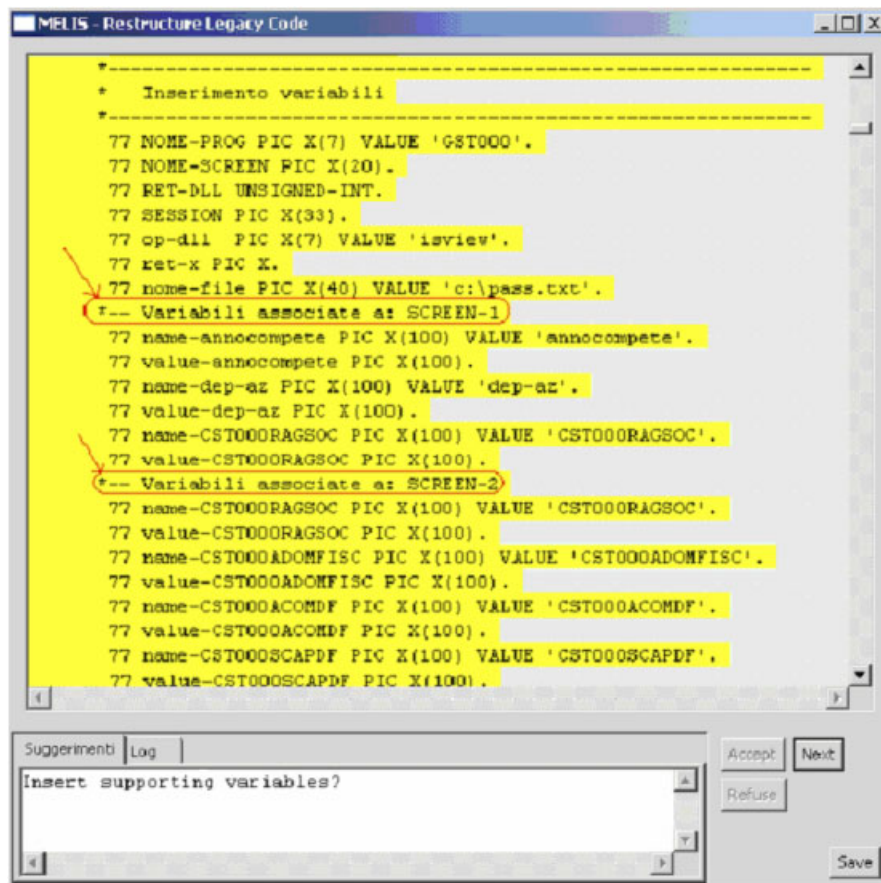 MELIS - Restructure Legacy Code
*------------------------------------------------------------
* Inserimento variabili
*------------------------------------------------------------
77 NOME-PROG PIC X(7) VALUE 'GST000'.
77 NOME-SCREEN PIC X(20).
77 RET-DLL UNSIGNED-INT.
77 SESSION PIC X(33).
77 op-dll PIC X(7) VALUE 'isview'.
77 ret-x PIC X.
77 nome-file PIC X(40) VALUE 'c:\pass.txt'.
*-- Variabili associate a: SCREEN-1
77 name-annocompete PIC X(100) VALUE 'annocompete'.
77 value-annocompete PIC X(100).
77 name-dep-az PIC X(100) VALUE 'dep-az'.
77 value-dep-az PIC X(100).
77 name-CST000RAGSOC PIC X(100) VALUE 'CST000RAGSOC'.
77 value-CST000RAGSOC PIC X(100).
*-- Variabili associate a: SCREEN-2
77 name-CST000RAGSOC PIC X(100) VALUE 'CST000RAGSOC'.
77 value-CST000RAGSOC PIC X(100).
77 name-CST000ADOMFISC PIC X(100) VALUE 'CST000ADOMFISC'.
77 value-CST000ADOMFISC PIC X(100).
77 name-CST000ACOMDF PIC X(100) VALUE 'CST000ACOMDF'.
77 value-CST000ACOMDF PIC X(100).
77 name-CST000SCAPDF PIC X(100) VALUE 'CST000SCAPDF'.
77 value-CST000SCAPDF PIC X(100).
Suggerimenti Log
Insert supporting variables?
Accept Next
Refuse
Save